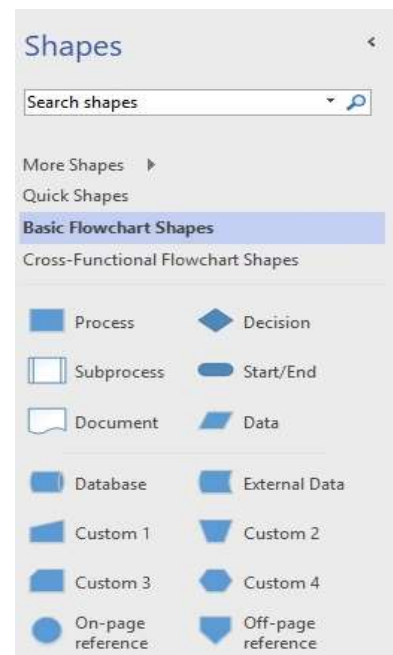 Shapes
Search shapes
More Shapes
Quick Shapes
Basic Flowchart Shapes
Cross-Functional Flowchart Shapes
Process
Decision
Subprocess
Start/End
Document
Data
Database
External Data
Custom 1
Custom 2
Custom 3
Custom 4
On-page
reference
Off-page
reference